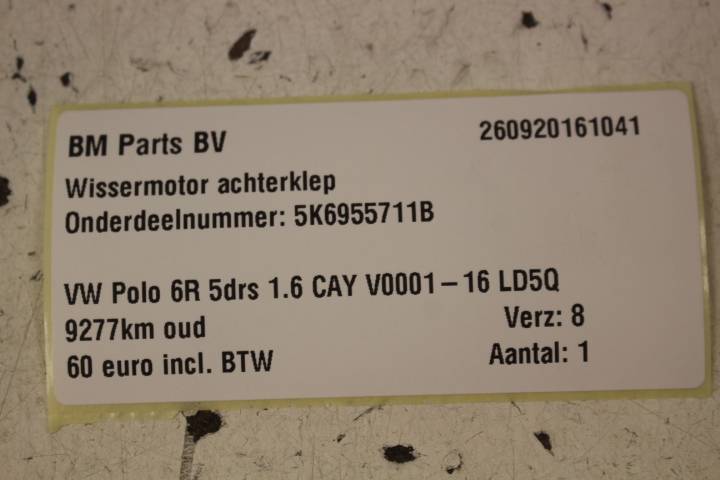 BM Parts BV 260920161041
Wissermotor achterklep
Onderdeelnummer: 5K6955711B
VW Polo 6R 5drs 1.6 CAY V0001-16 LD5Q
9277km oud Verz: 8
60 euro incl. BTW Aantal: 1